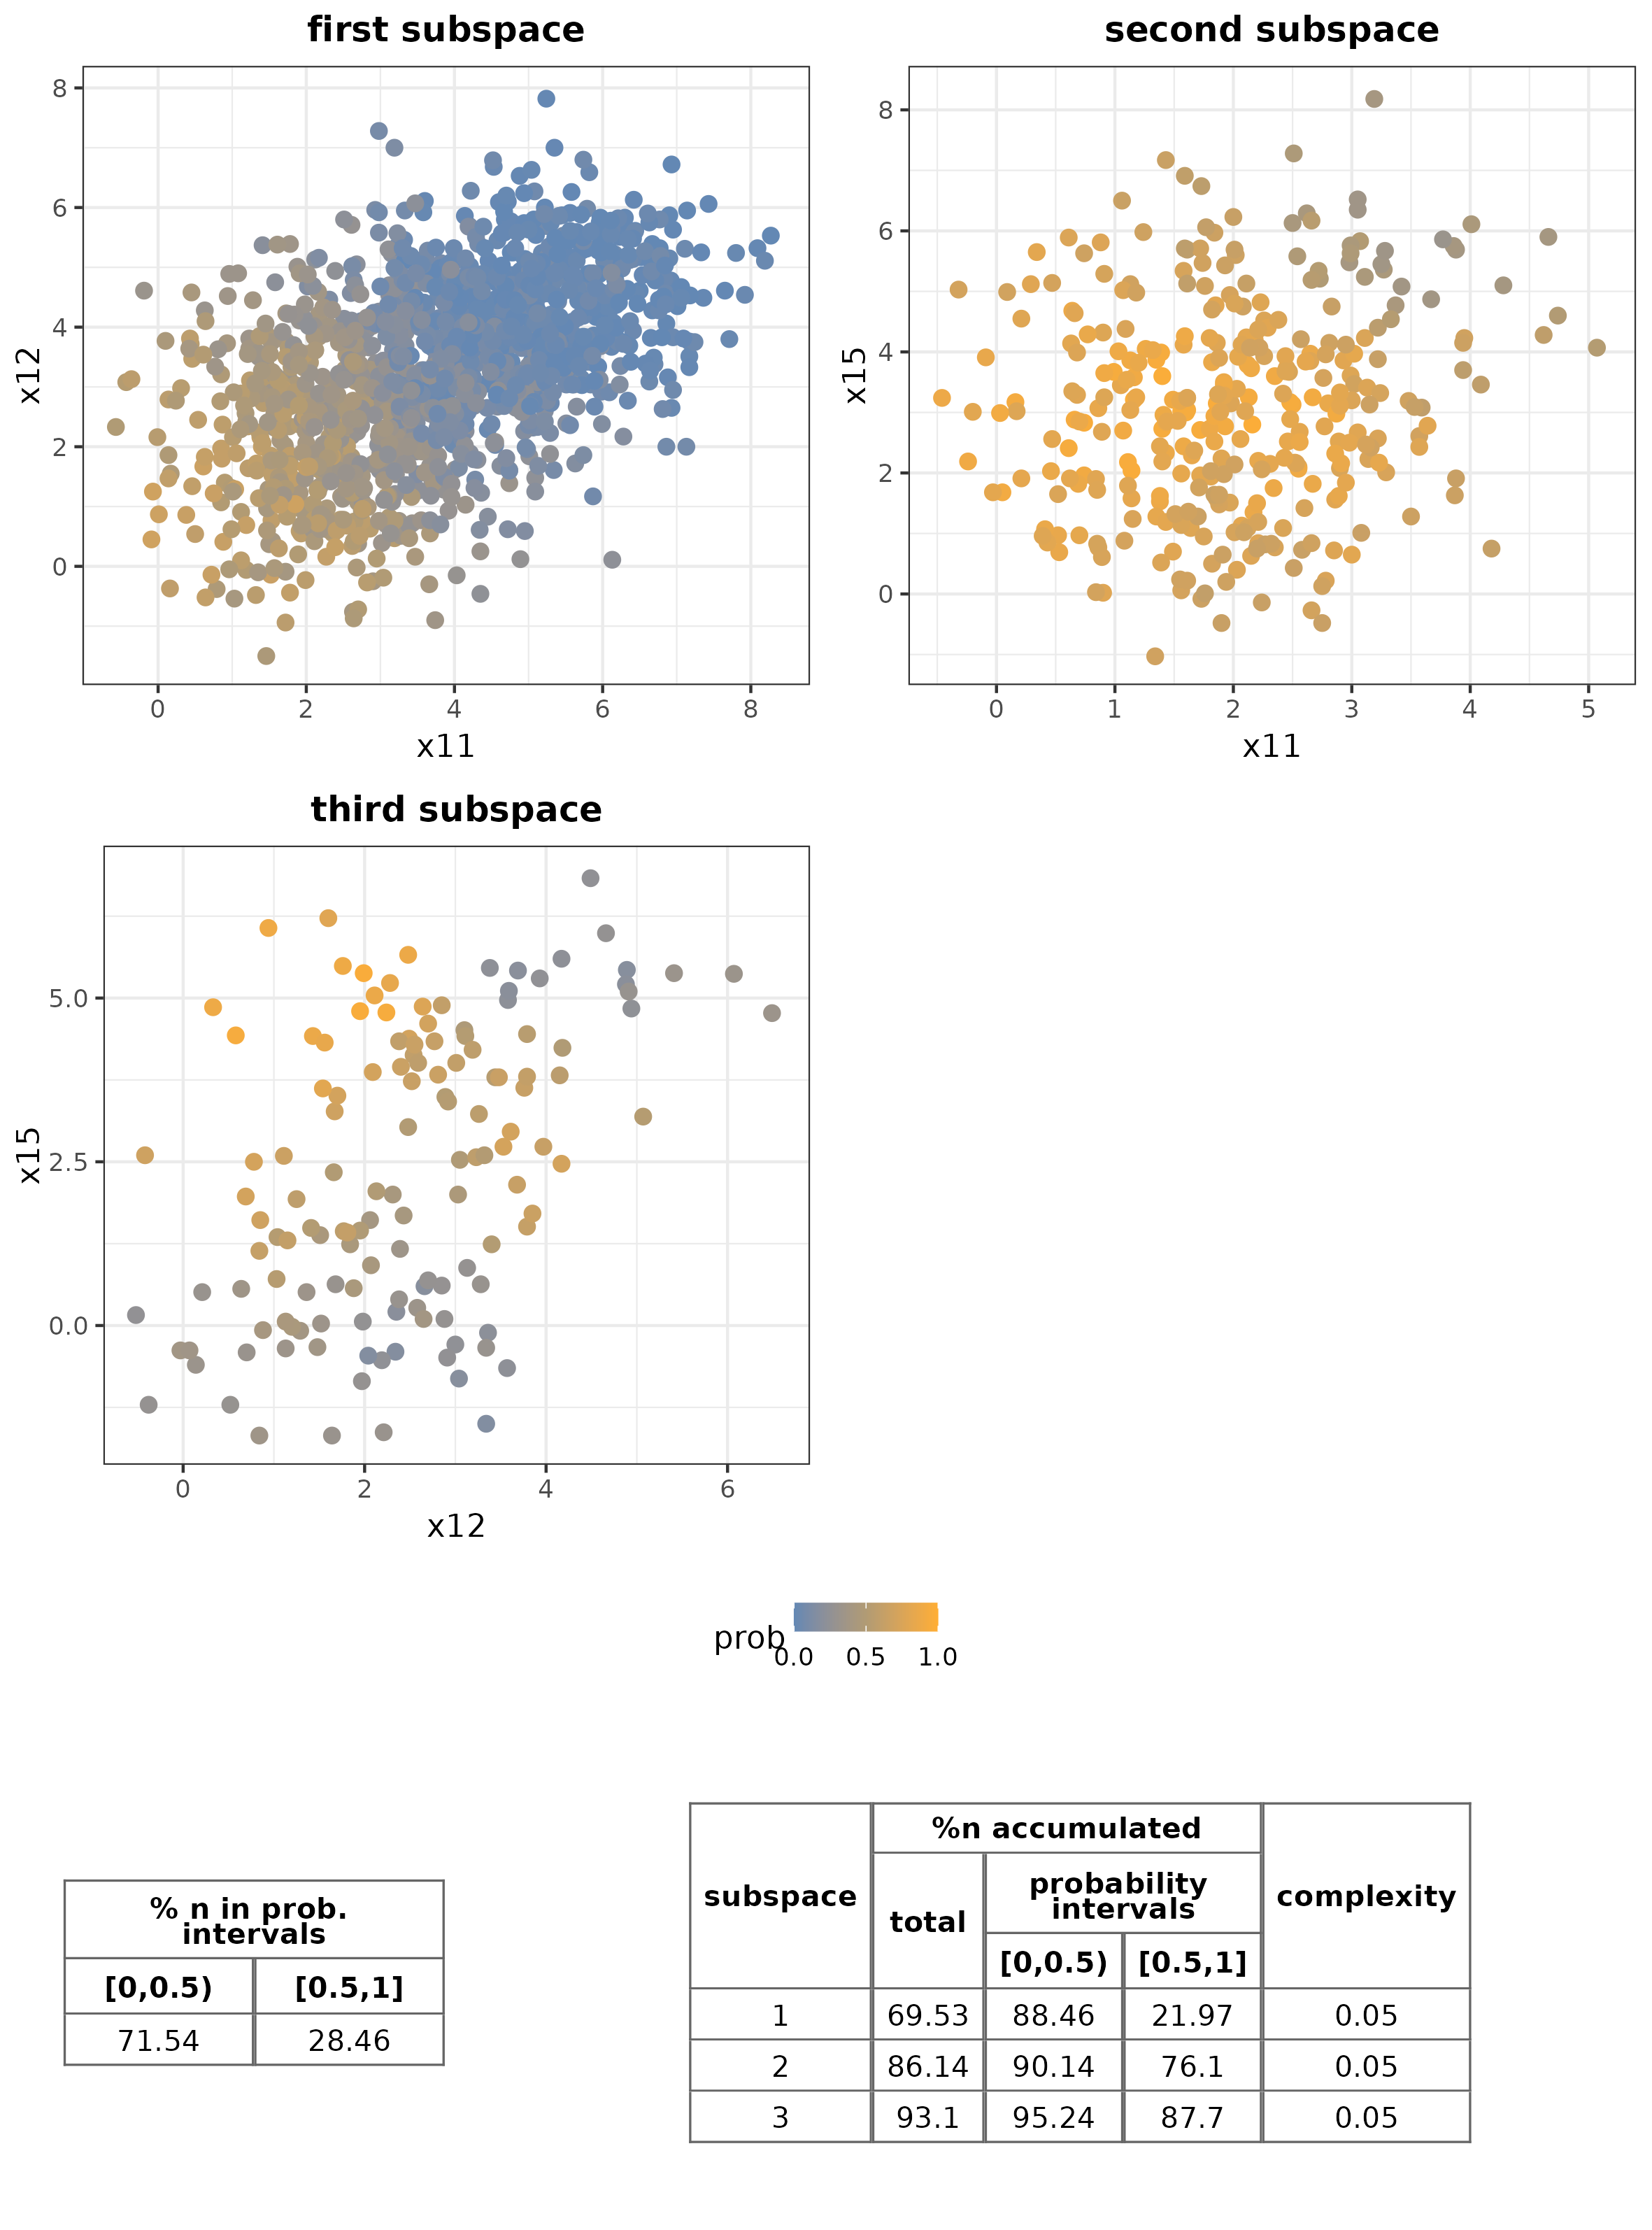 first subspace
8
6
4
2
0
x12
0 2 4 6 8
x11
second subspace
8
6
4
2
0
x15
0 1 2 3 4 5
x11
third subspace
5.0
2.5
0.0
x15
0 2 4 6
x12
prob
0.0 0.5 1.0
% n in prob.
intervals
[0,0.5) [0.5,1]
71.54 28.46
%n accumulated
subspace total probability complexity
intervals
[0,0.5) [0.5,1]
1 69.53 88.46 21.97 0.05
2 86.14 90.14 76.1 0.05
3 93.1 95.24 87.7 0.05